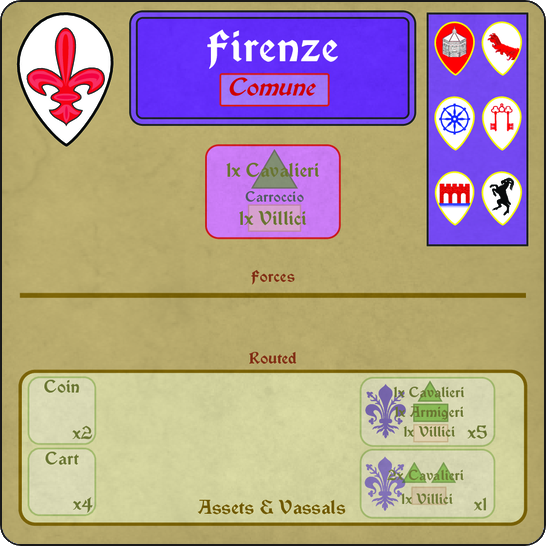 Firenze
Comune
1x Cavalieri
Carroccio
1x Villici
Forces
Routed
Coin
x2
Cart
x4
Assets & Vassals
1x Cavalieri
1x Armigeri
1x Villici x5
2x Cavalieri
1x Villici x1